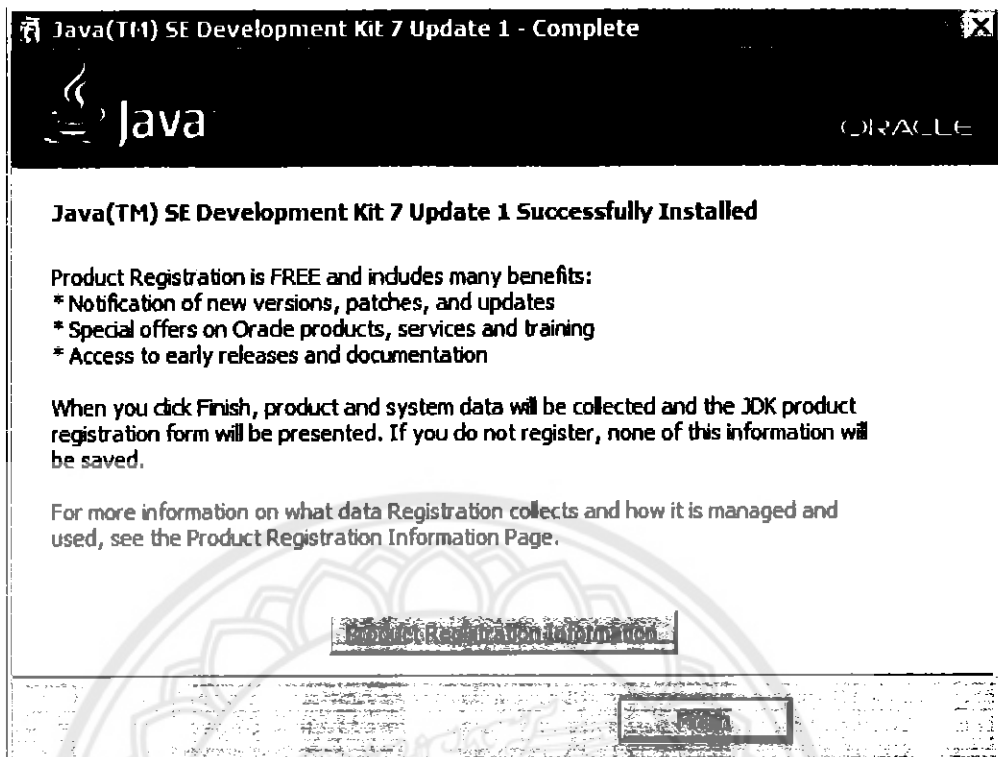 Java(TM) SE Development Kit 7 Update 1 - Complete
Java
ORACLE
Java(TM) SE Development Kit 7 Update 1 Successfully Installed
Product Registration is FREE and includes many benefits:
* Notification of new versions, patches, and updates
* Special offers on Oracle products, services and training
* Access to early releases and documentation
When you click Finish, product and system data will be collected and the JDK product
registration form will be presented. If you do not register, none of this information will
be saved.
For more information on what data Registration collects and how it is managed and
used, see the Product Registration Information Page.
Product Registration Information
Finish